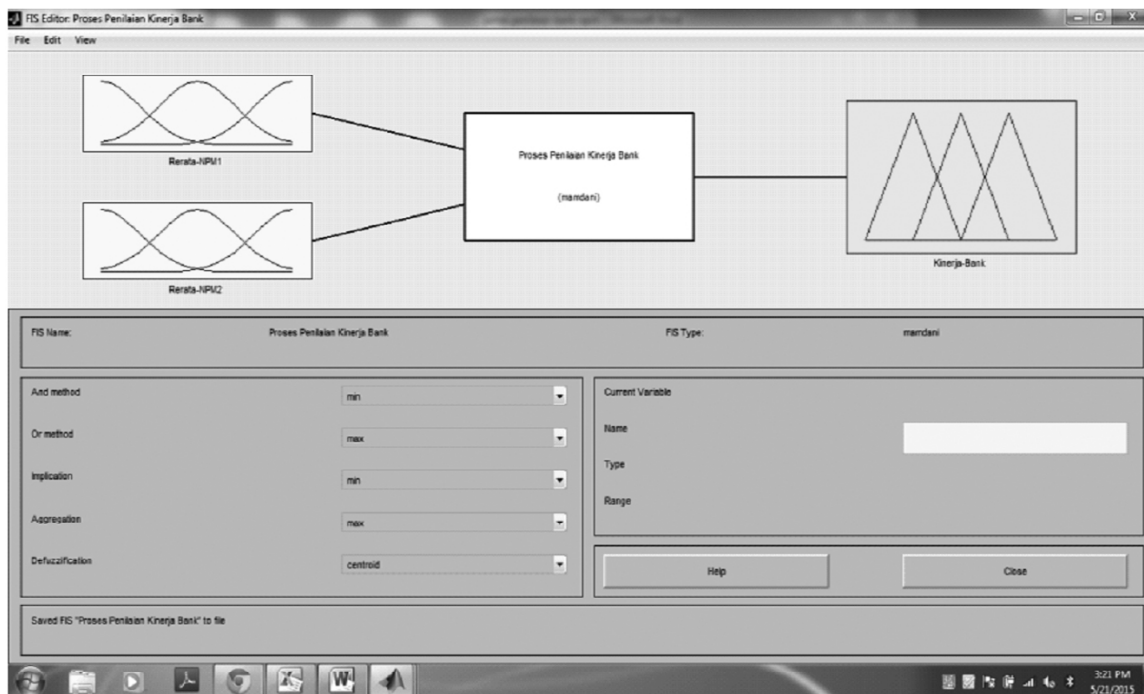 FIS Editor: Proses Penilaian Kinerja Bank
File Edit View
Rerata-NPM1
Rerata-NPM2
Proses Penilaian Kinerja Bank
(mamdani)
Kinerja-Bank
FIS Name: Proses Penilaian Kinerja Bank FIS Type: mamdani
And method min
Or method max
Implication min
Aggregation max
Defuzzification centroid
Current Variable
Name
Type
Range
Help Close
Saved FIS "Proses Penilaian Kinerja Bank" to file
3:21 PM